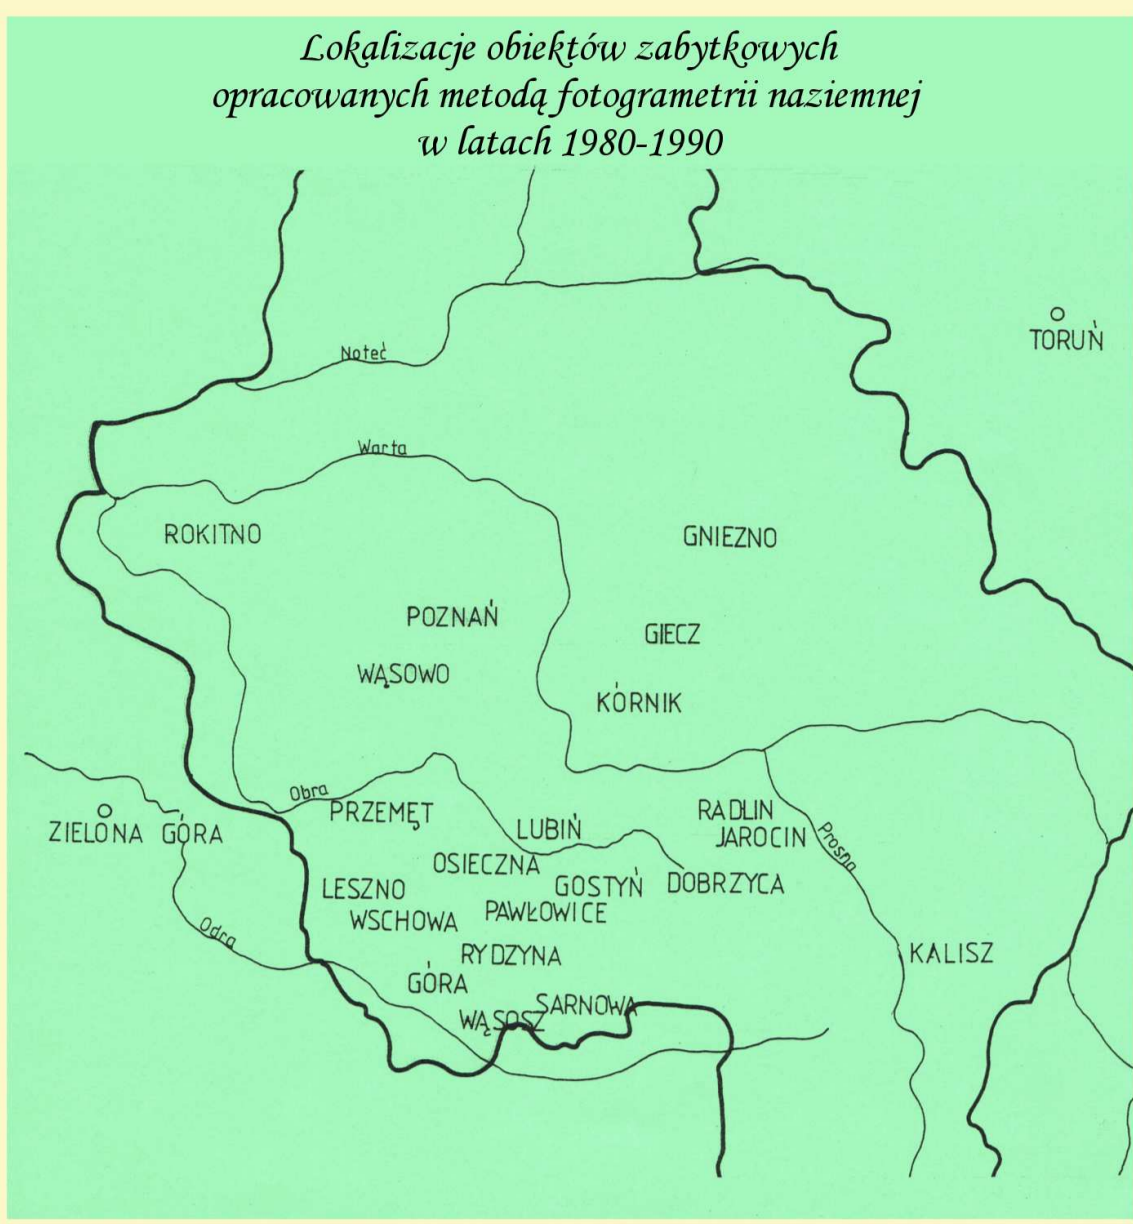 Lokalizacje obiektów zabytkowych
opracowanych metodą fotogrametrii naziemnej
w latach 1980-1990
TORUŃ
Noteć
Warta
ROKITNO
GNIEZNO
POZNAŃ
GIECZ
WĄSOWO
KÓRNIK
Obra
PRZEMĘT
RADLIN
ZIELONA GÓRA
LUBIŃ
JAROCIN
Prosna
OSIECZNA
LESZNO
GOSTYŃ
DOBRZYCA
WSCHOWA
PAWŁOWICE
Odra
RYDZYNA
KALISZ
GÓRA
SARNOWA
WĄSOSZ